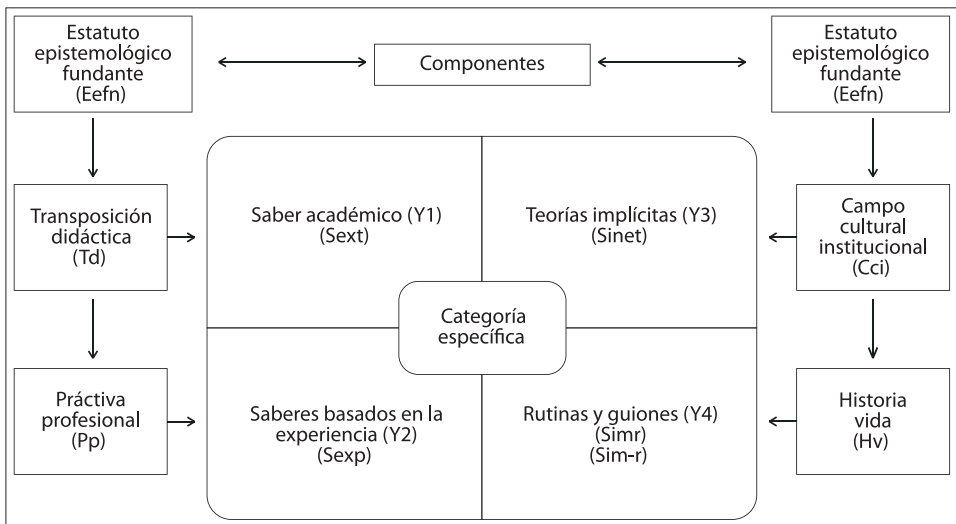 Estatuto
epistemológico
fundante
(Eefn)
Componentes
Estatuto
epistemológico
fundante
(Eefn)
Transposición
didáctica
(Td)
Saber académico (Y1)
(Sext)
Teorías implícitas (Y3)
(Sinet)
Campo
cultural
institucional
(Cci)
Categoría
específica
Práctiva
profesional
(Pp)
Saberes basados en la
experiencia (Y2)
(Sexp)
Rutinas y guiones (Y4)
(Simr)
(Sim-r)
Historia
vida
(Hv)